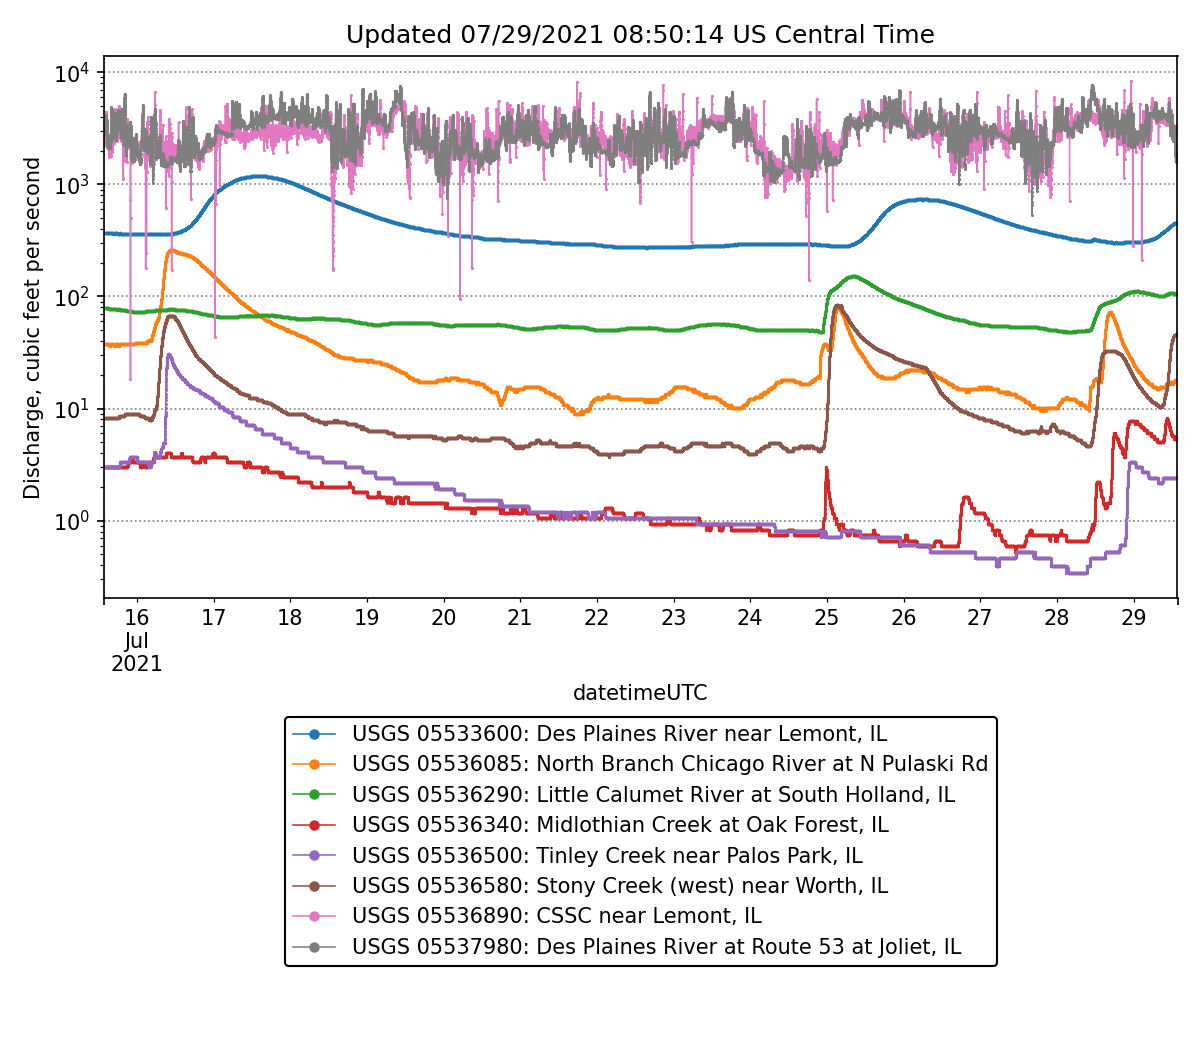 Updated 07/29/2021 08:50:14 US Central Time
Discharge, cubic feet per second
10^4
10^3
10^2
10^1
10^0
16 17 18 19 20 21 22 23 24 25 26 27 28 29
Jul
2021
datetimeUTC
USGS 05533600: Des Plaines River near Lemont, IL
USGS 05536085: North Branch Chicago River at N Pulaski Rd
USGS 05536290: Little Calumet River at South Holland, IL
USGS 05536340: Midlothian Creek at Oak Forest, IL
USGS 05536500: Tinley Creek near Palos Park, IL
USGS 05536580: Stony Creek (west) near Worth, IL
USGS 05536890: CSSC near Lemont, IL
USGS 05537980: Des Plaines River at Route 53 at Joliet, IL